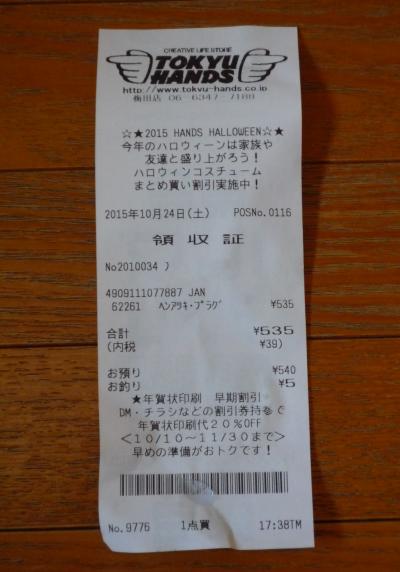 CREATIVE LIFE STORE
TOKYU
HANDS
http://www.tokyu-hands.co.jp
梅田店 06-6347-7188
☆★2015 HANDS HALLOWEEN☆★
今年のハロウィーンは家族や
友達と盛り上がろう!
ハロウィンコスチューム
まとめ買い割引実施中!
2015年10月24日(土) POSNo.0116
領収証
No2010034
4909111077887 JAN
62261 ヘンアツキ・プラグ ¥535
合計 ¥535
(内税 ¥39)
お預り ¥540
お釣り ¥5
★年賀状印刷 早期割引
DM・チラシなどの割引券持参で
年賀状印刷代20%OFF
<10/10~11/30まで>
早めの準備がおトクです!
No.9776 1点買 17:38TM